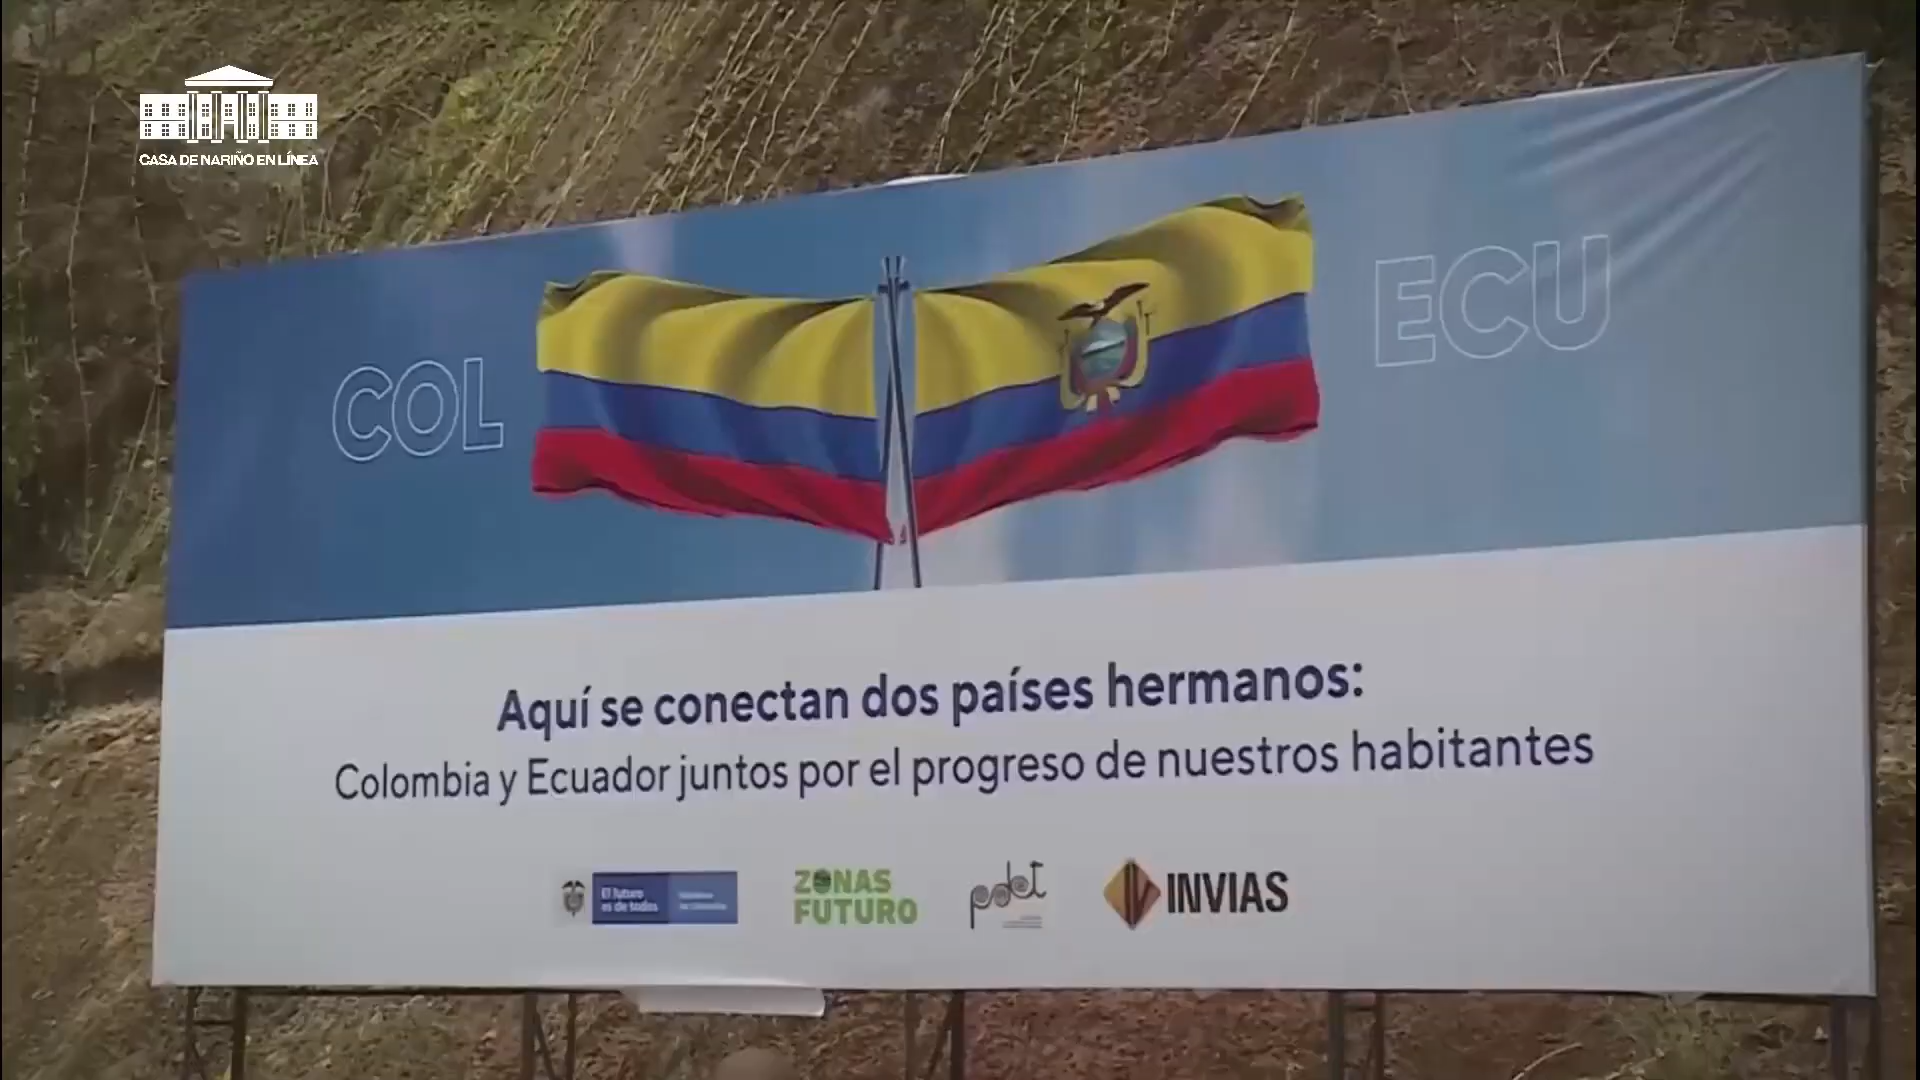 CASA DE NARIÑO EN LÍNEA
COL
ECU
Aquí se conectan dos países hermanos:
Colombia y Ecuador juntos por el progreso de nuestros habitantes
El futuro
es de todos
ZONAS
FUTURO
pdet
INVIAS